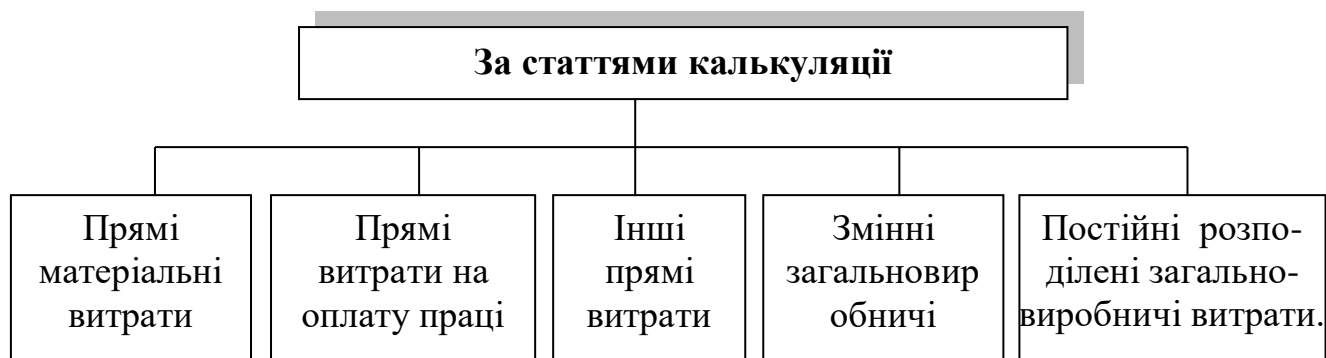 За статтями калькуляції
Прямі
матеріальні
витрати
Прямі
витрати на
оплату праці
Інші
прямі
витрати
Змінні
загальновир
обничі
Постійні розпо-
ділені загально-
виробничі витрати.